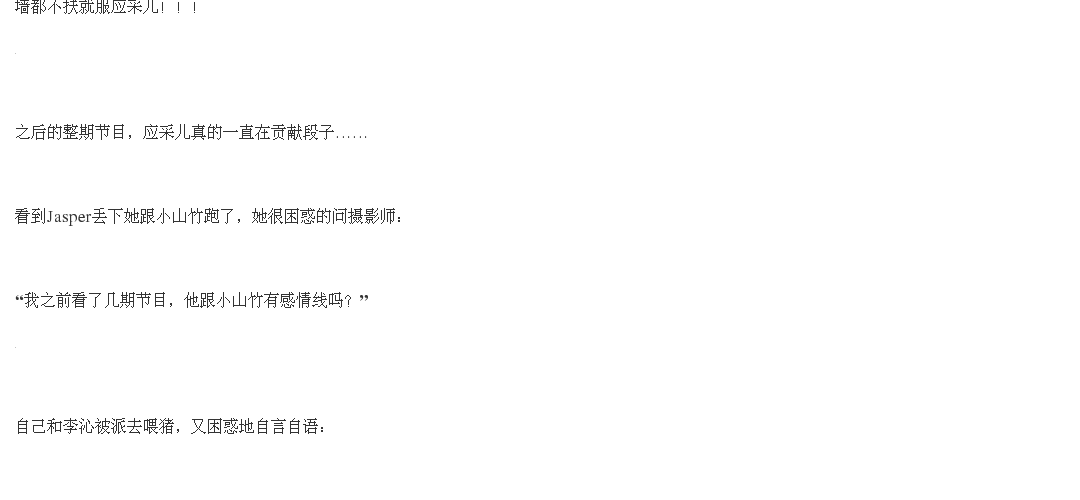 墙都不扶就服应采儿！！！
之后的整期节目，应采儿真的一直在贡献段子……
看到Jasper丢下她跟小山竹跑了，她很困惑的问摄影师：
“我之前看了几期节目，他跟小山竹有感情线吗？”
自己和李沁被派去喂猪，又困惑地自言自语：